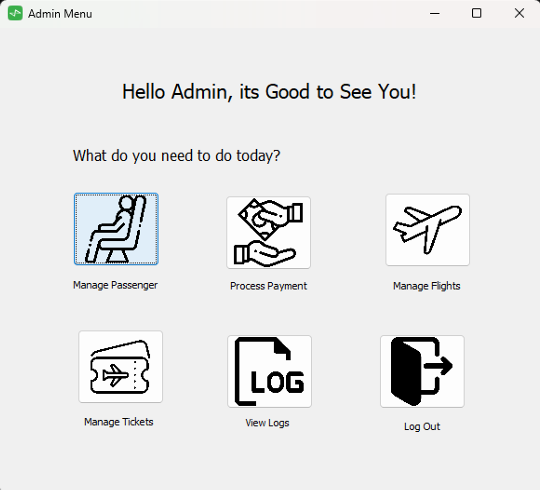 Admin Menu
Hello Admin, its Good to See You!
What do you need to do today?
Manage Passenger
Process Payment
Manage Flights
LOG
Manage Tickets
View Logs
Log Out